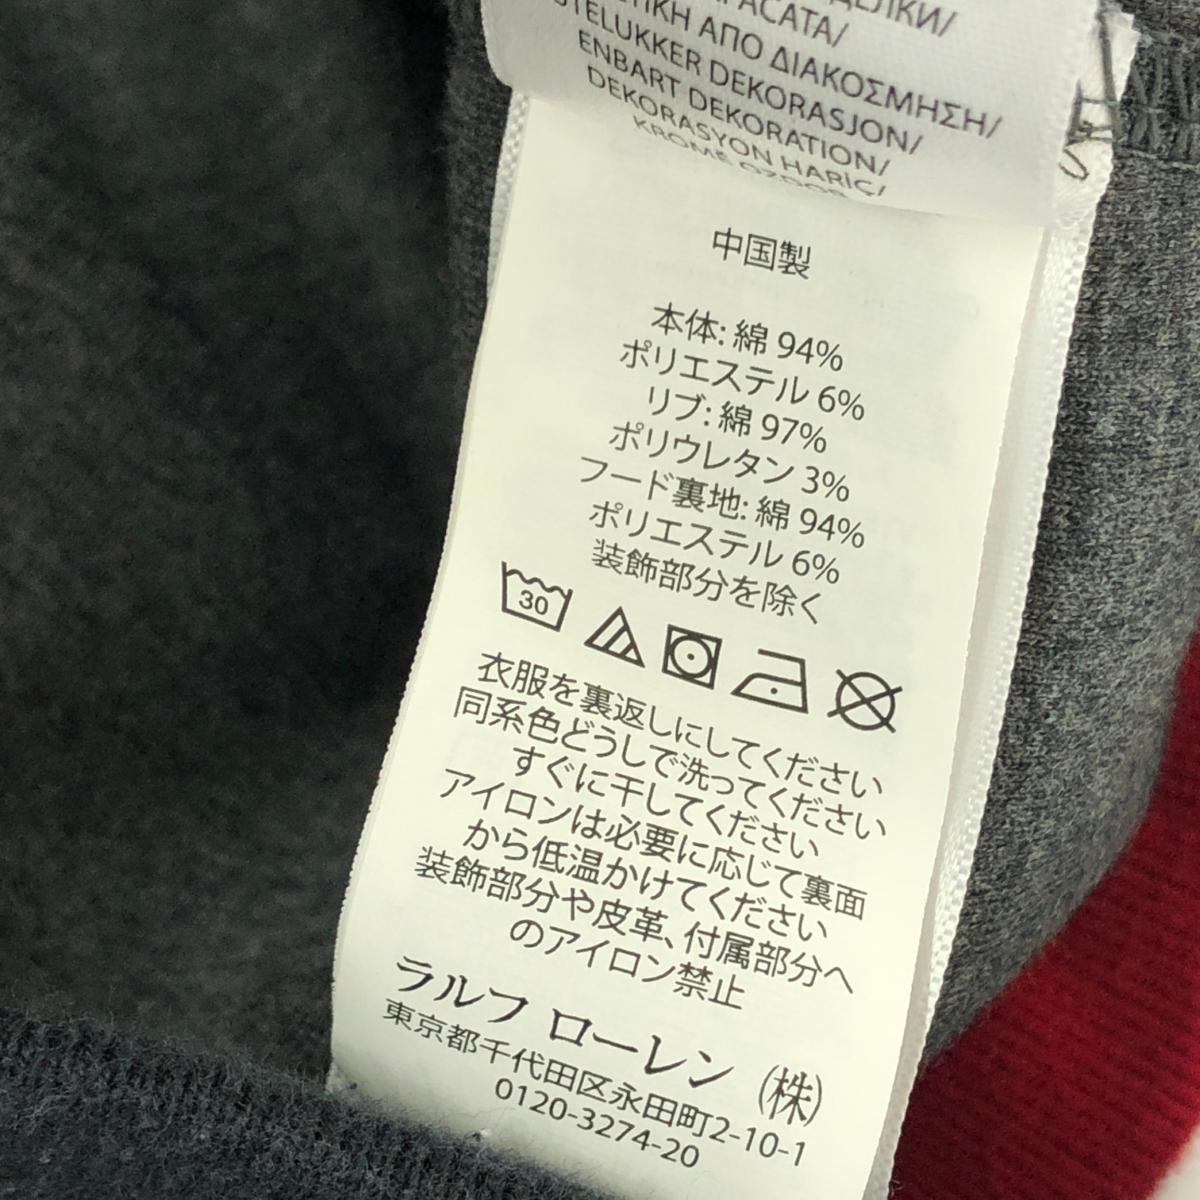 ДЕЛКИ/
ΑΠΟ ΔΙΑΚΟΣΜΗΣΗ/
STELUKKER DEKORASJON/
ENBART DEKORATION/
DEKORASYON HARIC/
中国製
本体: 綿 94%
ポリエステル 6%
リブ: 綿 97%
ポリウレタン 3%
フード裏地: 綿 94%
ポリエステル 6%
装飾部分を除く
30
衣服を裏返しにしてください
同系色どうしで洗ってください
すぐに干してください
アイロンは必要に応じて裏面
から低温かけてください
装飾部分や皮革、付属部分へ
のアイロン禁止
ラルフ ローレン (株)
東京都千代田区永田町2-10-1
0120-3274-20